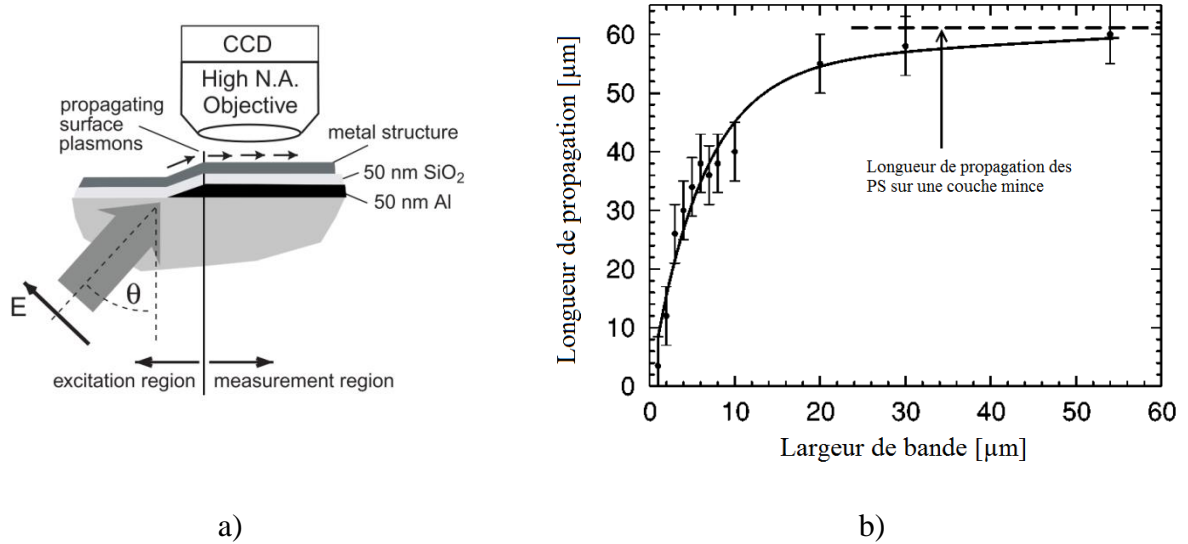 CCD
High N.A.
Objective
propagating
surface
plasmons
metal structure
50 nm SiO₂
50 nm Al
E
θ
excitation region
measurement region
a)
Longueur de propagation [µm]
60
50
40
30
20
10
0
Longueur de propagation des
PS sur une couche mince
0 10 20 30 40 50 60
Largeur de bande [µm]
b)